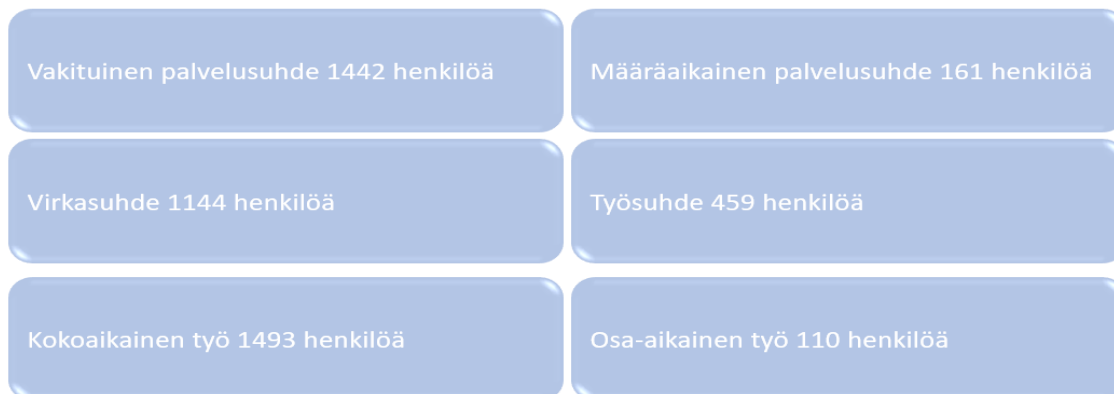 Vakituinen palvelusuhde 1442 henkilöä
Määräaikainen palvelusuhde 161 henkilöä
Virkasuhde 1144 henkilöä
Työsuhde 459 henkilöä
Kokoaikainen työ 1493 henkilöä
Osa-aikainen työ 110 henkilöä